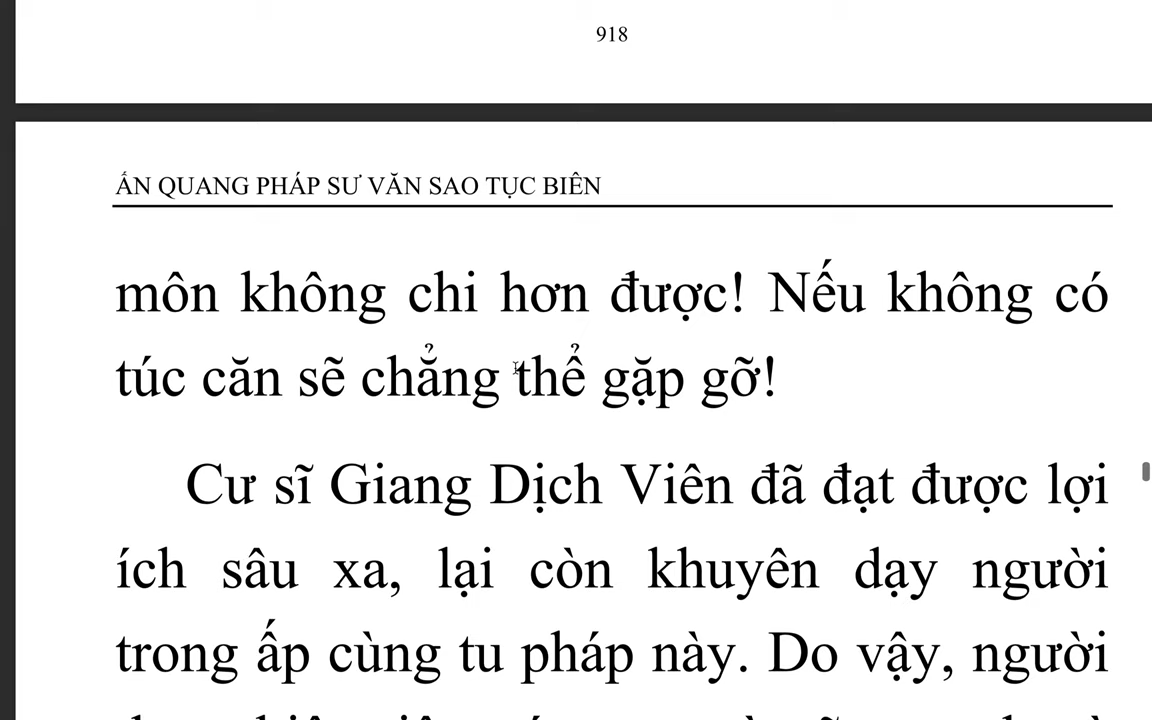 918
ẤN QUANG PHÁP SƯ VĂN SAO TỤC BIÊN
môn không chi hơn được! Nếu không có
túc căn sẽ chẳng thể gặp gỡ!
Cư sĩ Giang Dịch Viên đã đạt được lợi
ích sâu xa, lại còn khuyên dạy người
trong ấp cùng tu pháp này. Do vậy, người